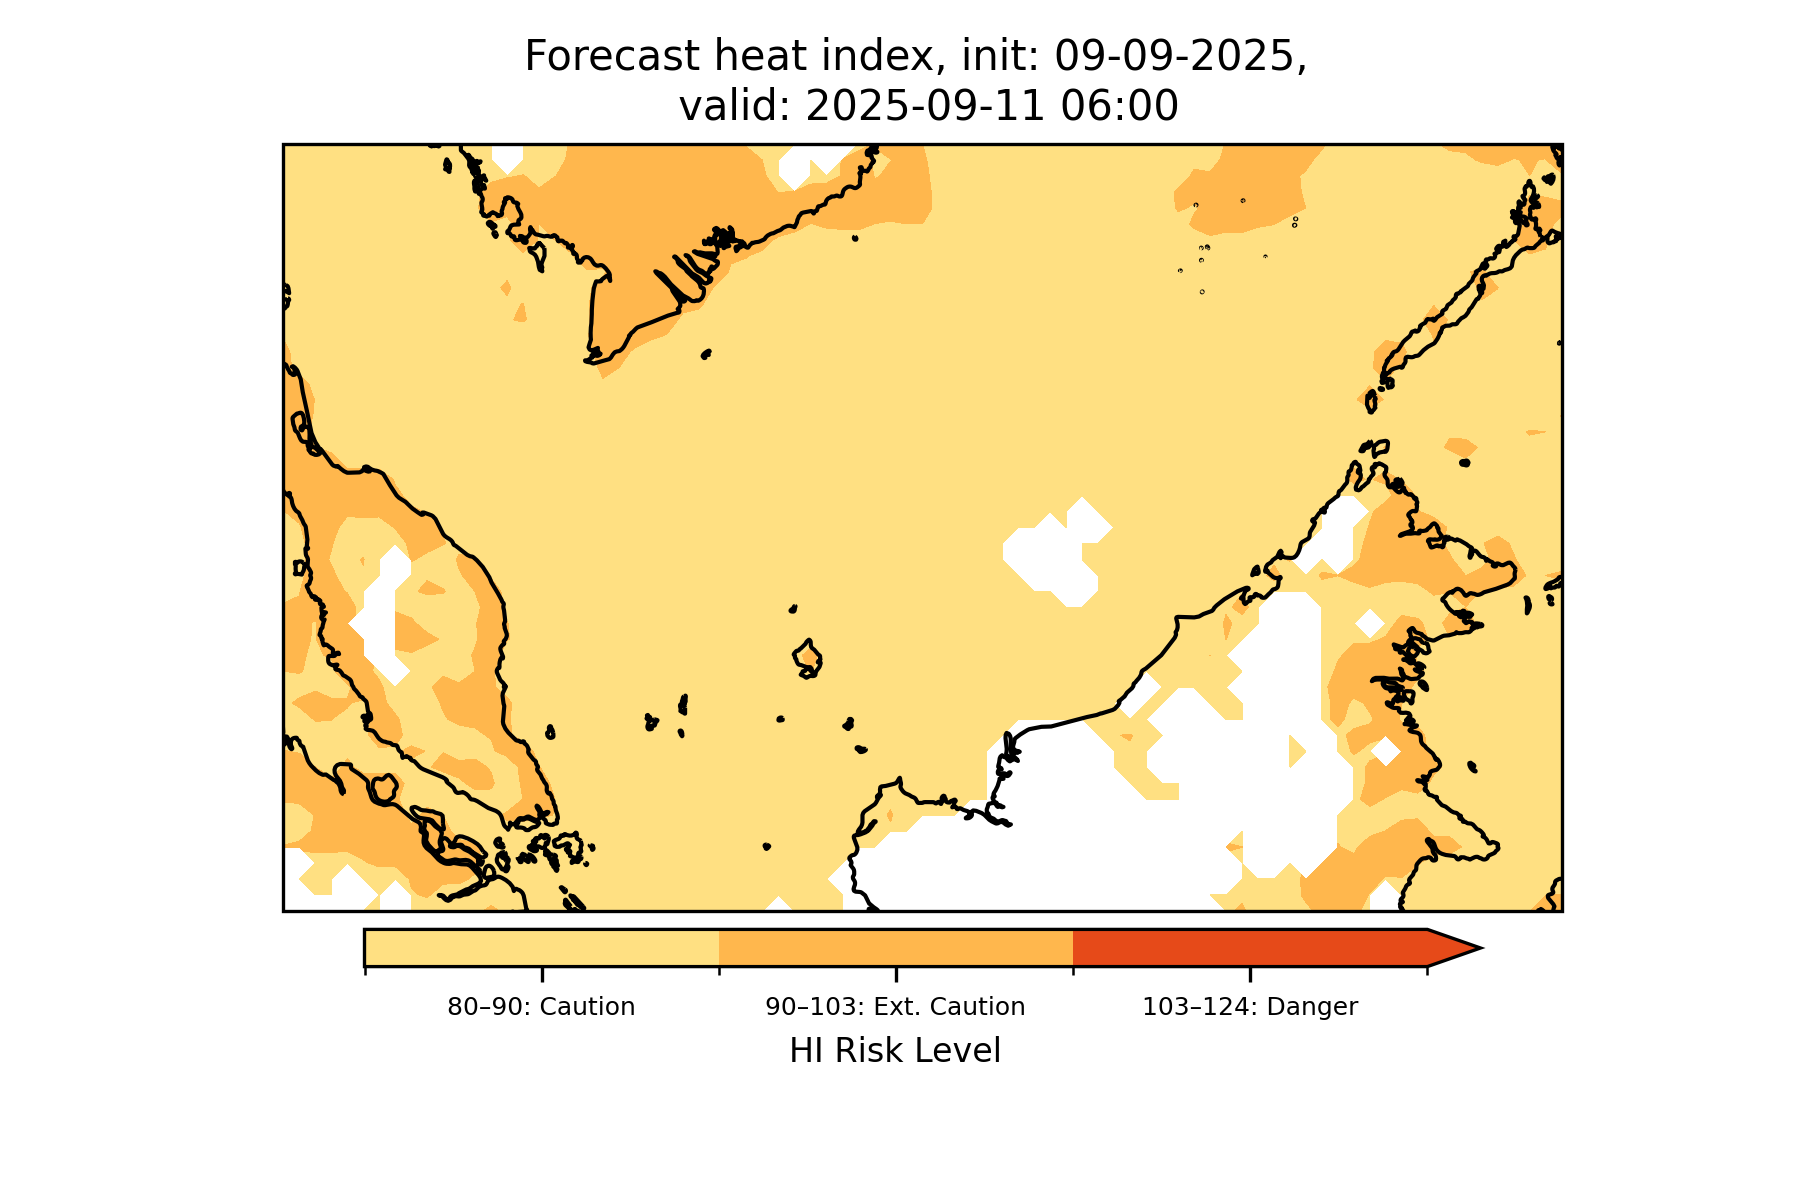 Forecast heat index, init: 09-09-2025,
valid: 2025-09-11 06:00
80–90: Caution
90–103: Ext. Caution
103–124: Danger
HI Risk Level